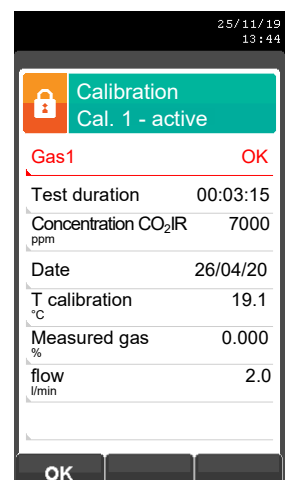 25/11/19
13:44
Calibration
Cal. 1 - active
Gas1 OK
Test duration 00:03:15
Concentration CO₂IR 7000
ppm
Date 26/04/20
T calibration 19.1
°C
Measured gas 0.000
%
flow 2.0
l/min
OK